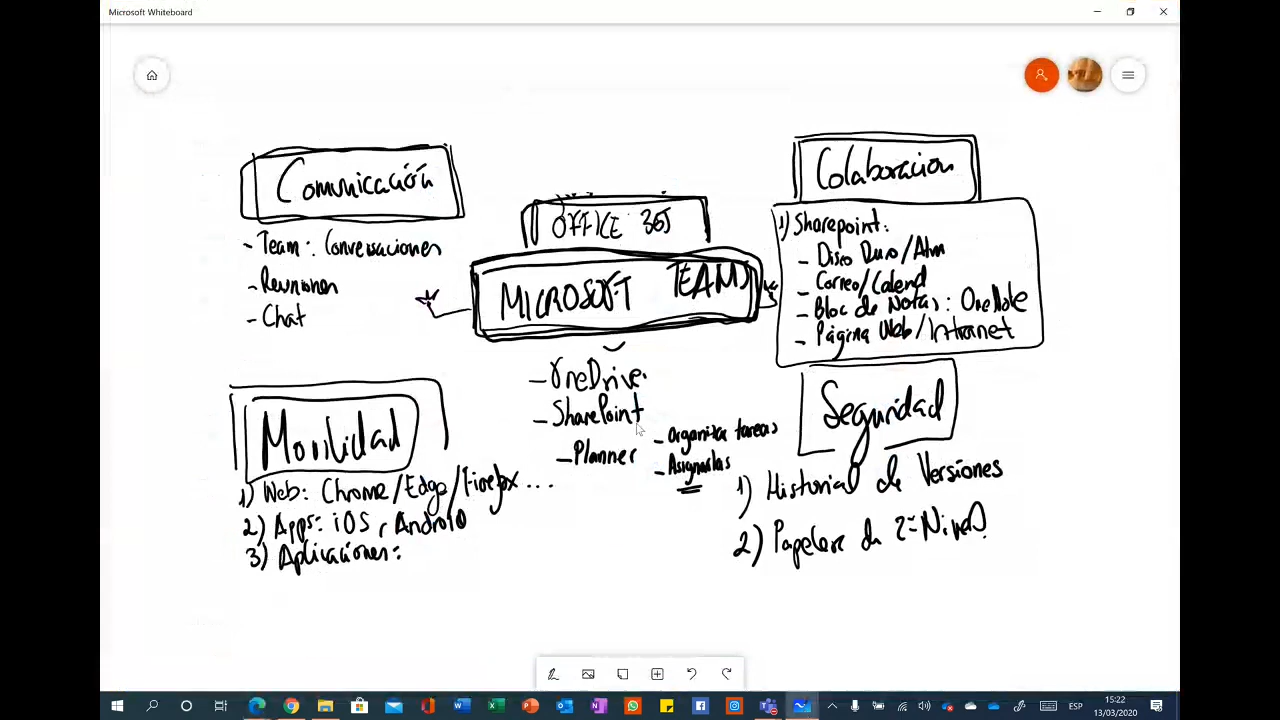 Microsoft Whiteboard
Comunicación
- Team: Conversaciones
- Reuniones
- Chat
OFFICE 365
MICROSOFT TEAMS
- OneDrive
- SharePoint
- Planner
- Organizar tareas
- Asignarlas
Colaboracion
1) Sharepoint:
- Disco Duro/Alm
- Correo/Calend
- Bloc de Notas: OneNote
- Página Web/Intranet
Movilidad
1) Web: Chrome/Edge/Firefox...
2) Apps: iOS, Android
3) Aplicaciones:
Seguridad
1) Historial de Versiones
2) Papelera de 2º Nivel.
ESP
15:22
13/03/2020